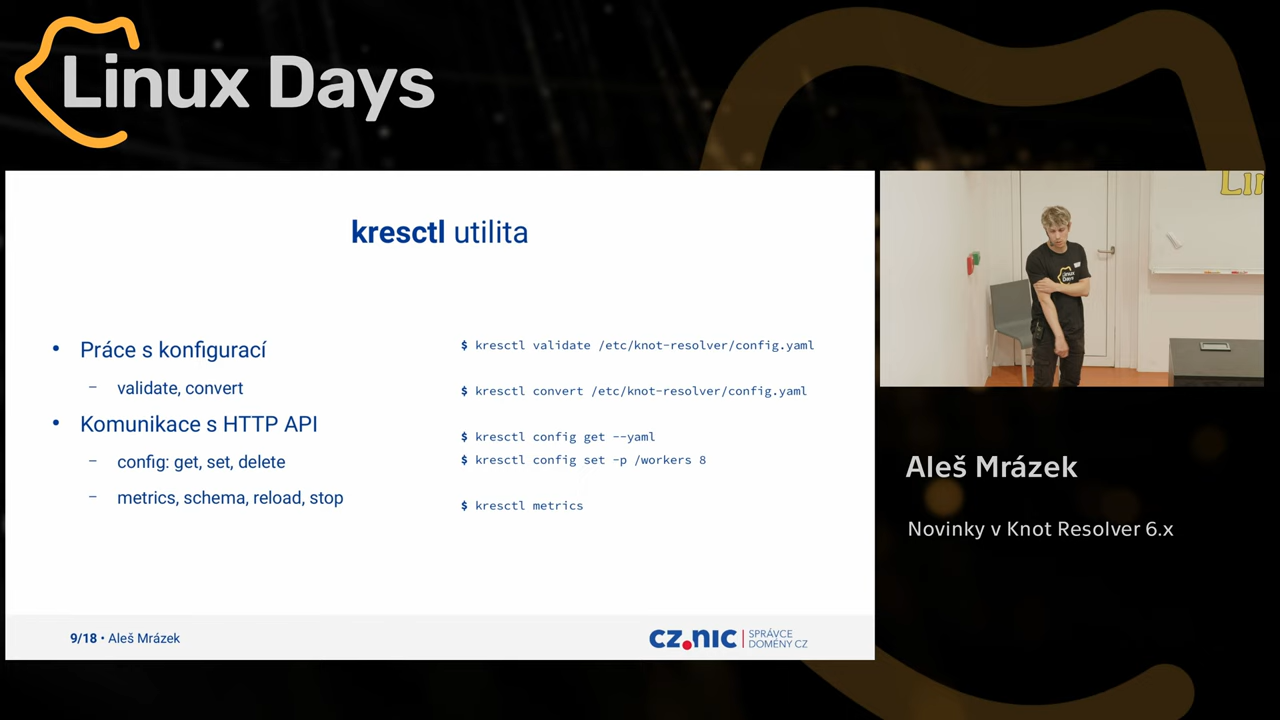 Linux Days
kresctl utilita
• Práce s konfigurací
– validate, convert
• Komunikace s HTTP API
– config: get, set, delete
– metrics, schema, reload, stop
$ kresctl validate /etc/knot-resolver/config.yaml
$ kresctl convert /etc/knot-resolver/config.yaml
$ kresctl config get --yaml
$ kresctl config set -p /workers 8
$ kresctl metrics
9/18 • Aleš Mrázek
CZ.NIC
SPRÁVCE
DOMÉNY CZ
Linux
Days
Aleš Mrázek
Novinky v Knot Resolver 6.x